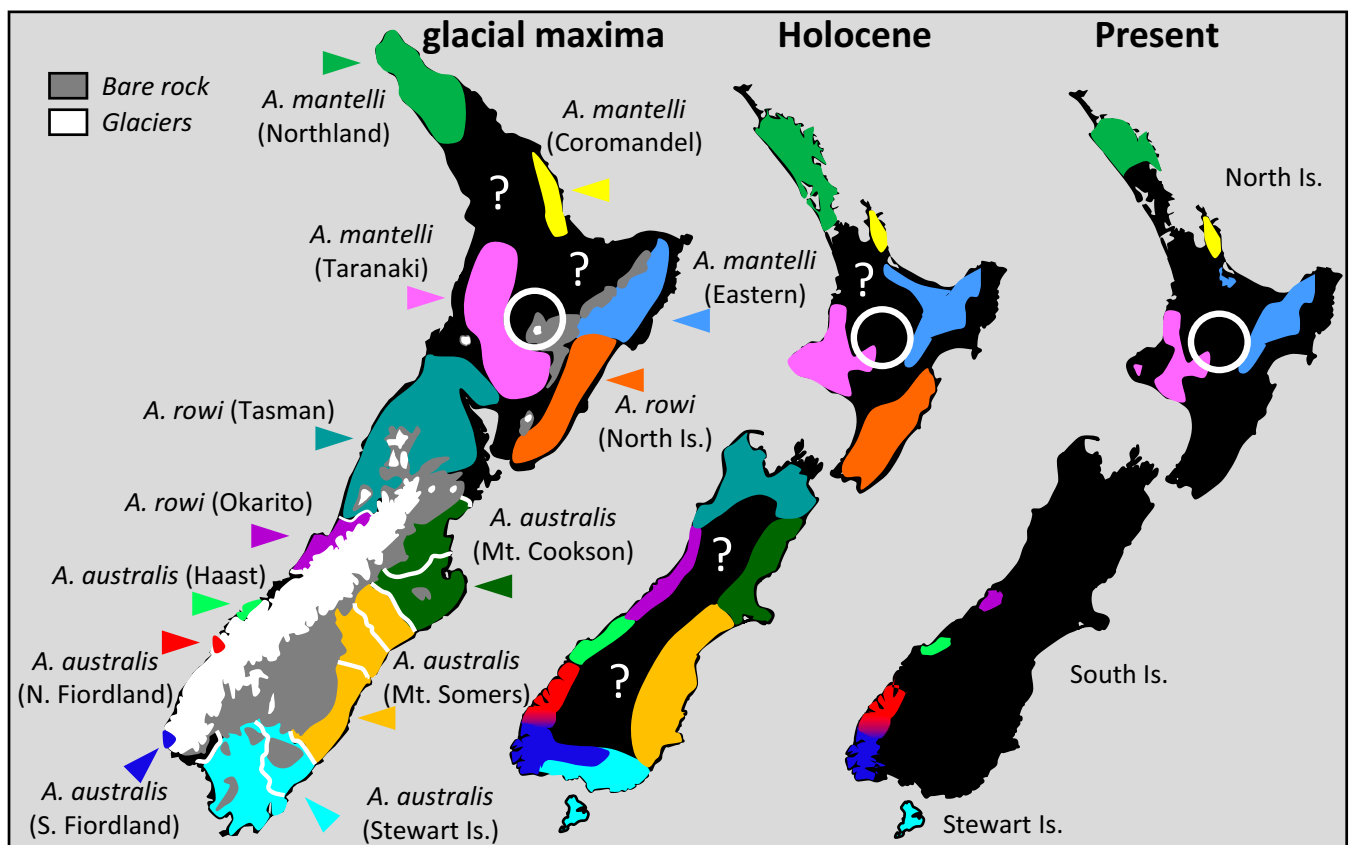 glacial maxima
Holocene
Present
Bare rock
Glaciers
A. mantelli
(Northland)
A. mantelli
(Coromandel)
?
A. mantelli
(Taranaki)
?
A. mantelli
(Eastern)
A. rowi
(North Is.)
A. rowi (Tasman)
A. rowi (Okarito)
A. australis
(Mt. Cookson)
A. australis (Haast)
A. australis
(N. Fiordland)
A. australis
(Mt. Somers)
A. australis
(S. Fiordland)
A. australis
(Stewart Is.)
?
?
?
North Is.
South Is.
Stewart Is.